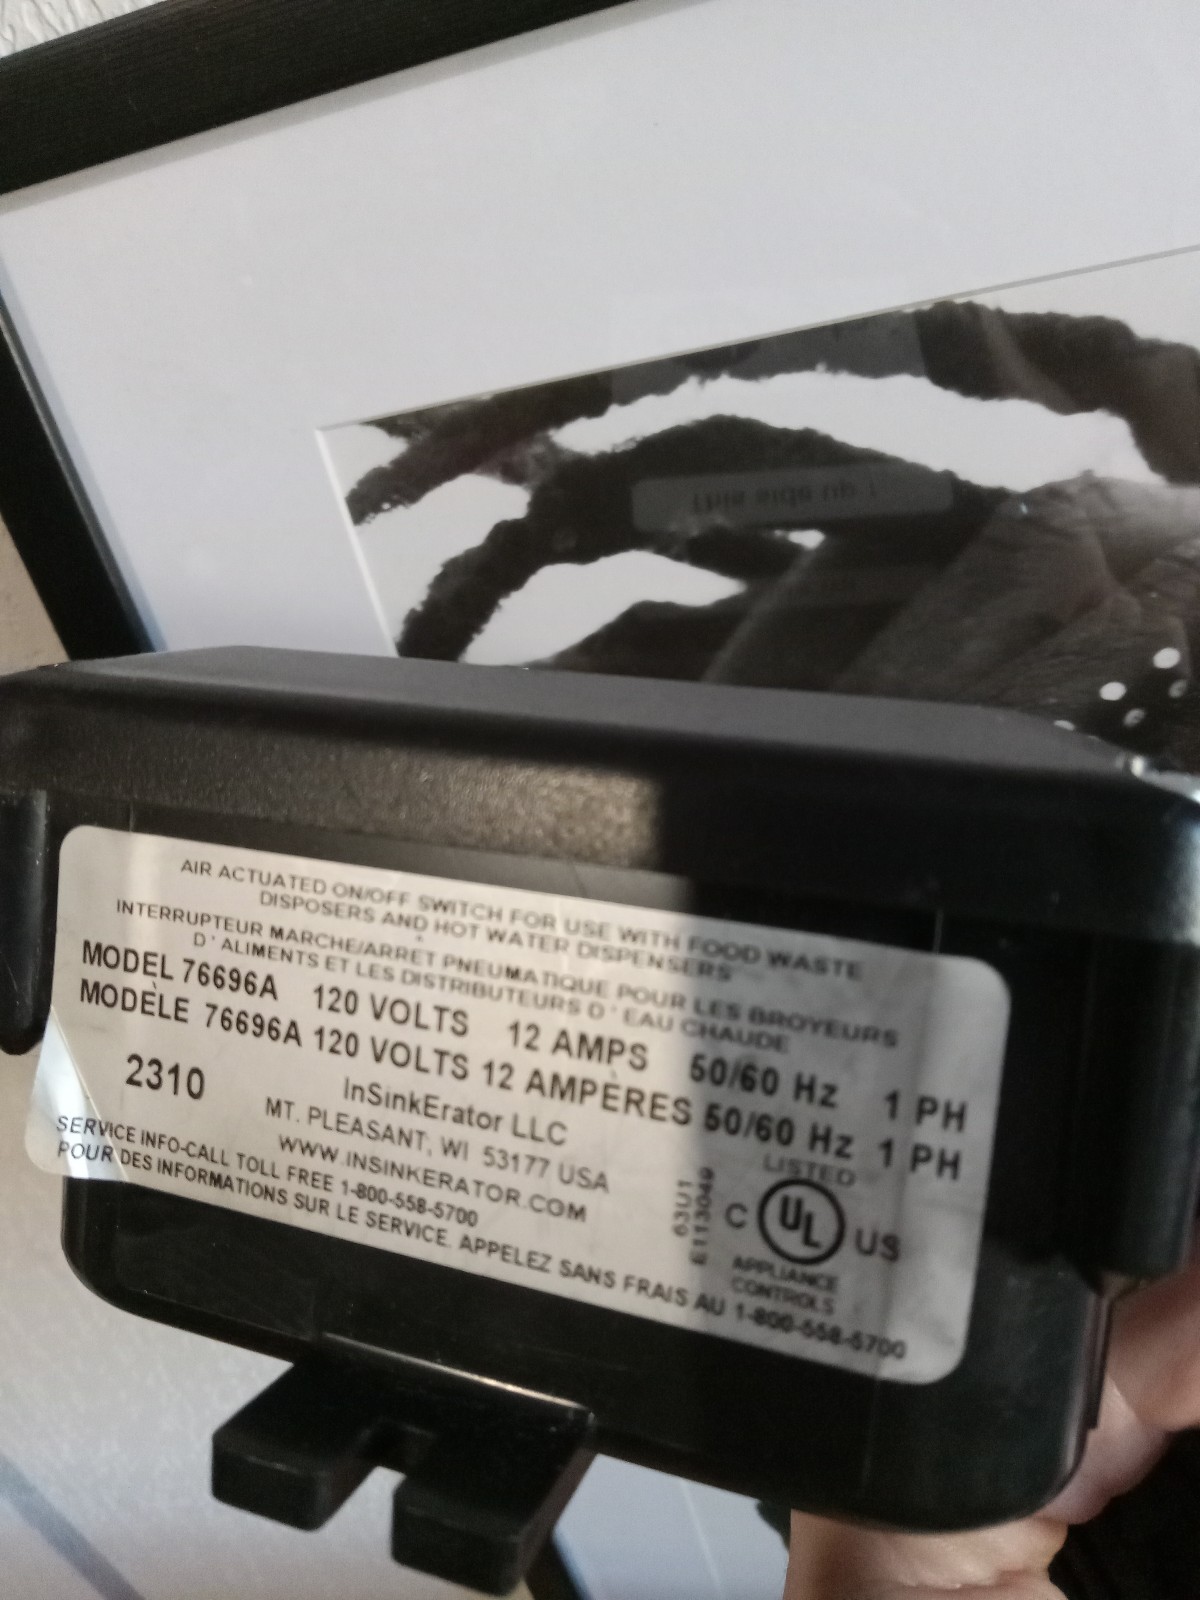 This side up !
AIR ACTUATED ON/OFF SWITCH FOR USE WITH FOOD WASTE
DISPOSERS AND HOT WATER DISPENSERS
INTERRUPTEUR MARCHE/ARRET PNEUMATIQUE POUR LES BROYEURS
D'ALIMENTS ET LES DISTRIBUTEURS D'EAU CHAUDE
MODEL 76696A 120 VOLTS 12 AMPS 50/60 Hz 1 PH
MODÈLE 76696A 120 VOLTS 12 AMPÈRES 50/60 Hz 1 PH
2310
InSinkErator LLC
MT. PLEASANT, WI 53177 USA
WWW.INSINKERATOR.COM
SERVICE INFO-CALL TOLL FREE 1-800-558-5700
POUR DES INFORMATIONS SUR LE SERVICE. APPELEZ SANS FRAIS AU 1-800-558-5700
63U1
E113049
LISTED
C UL US
APPLIANCE
CONTROLS